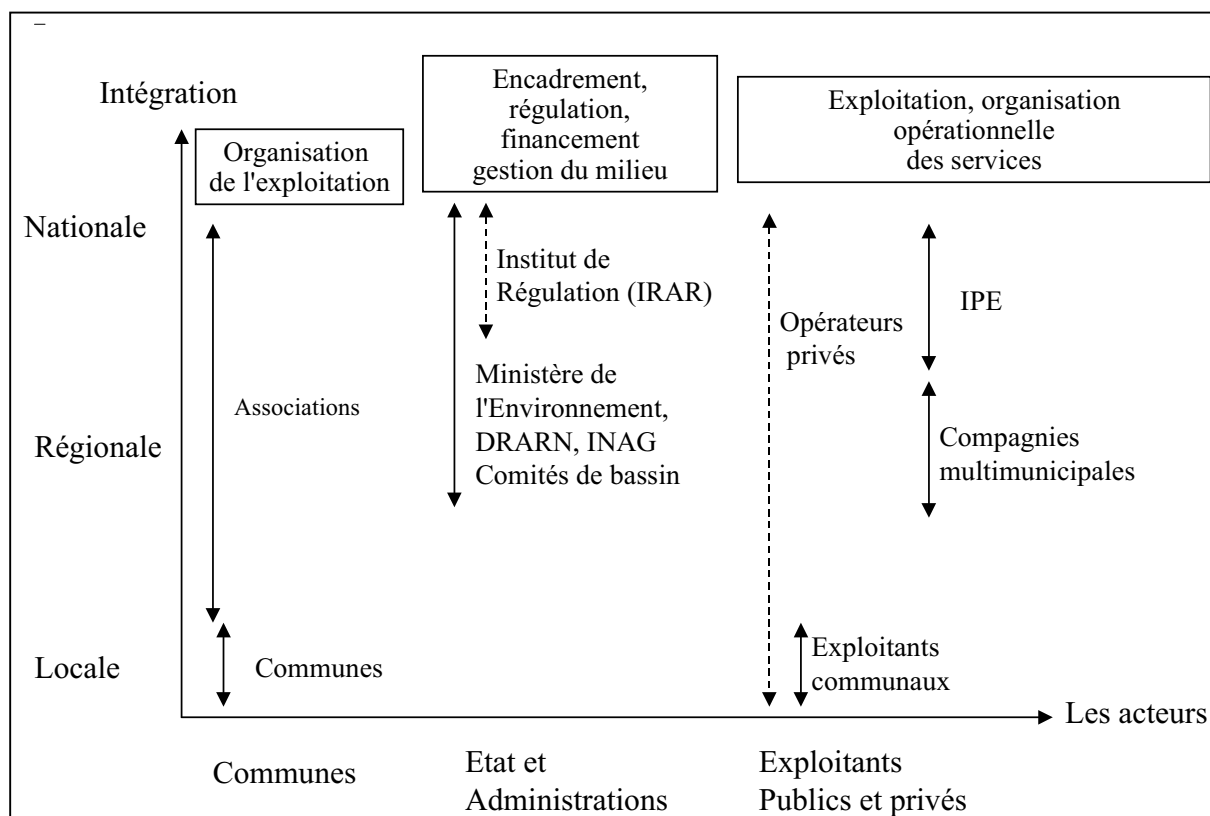 –
Intégration
Organisation
de l'exploitation
Encadrement,
régulation,
financement
gestion du milieu
Exploitation, organisation
opérationnelle
des services
Nationale
Régionale
Locale
Associations
Communes
Institut de
Régulation (IRAR)
Ministère de
l'Environnement,
DRARN, INAG
Comités de bassin
Opérateurs
privés
IPE
Compagnies
multimunicipales
Exploitants
communaux
Les acteurs
Communes
Etat et
Administrations
Exploitants
Publics et privés